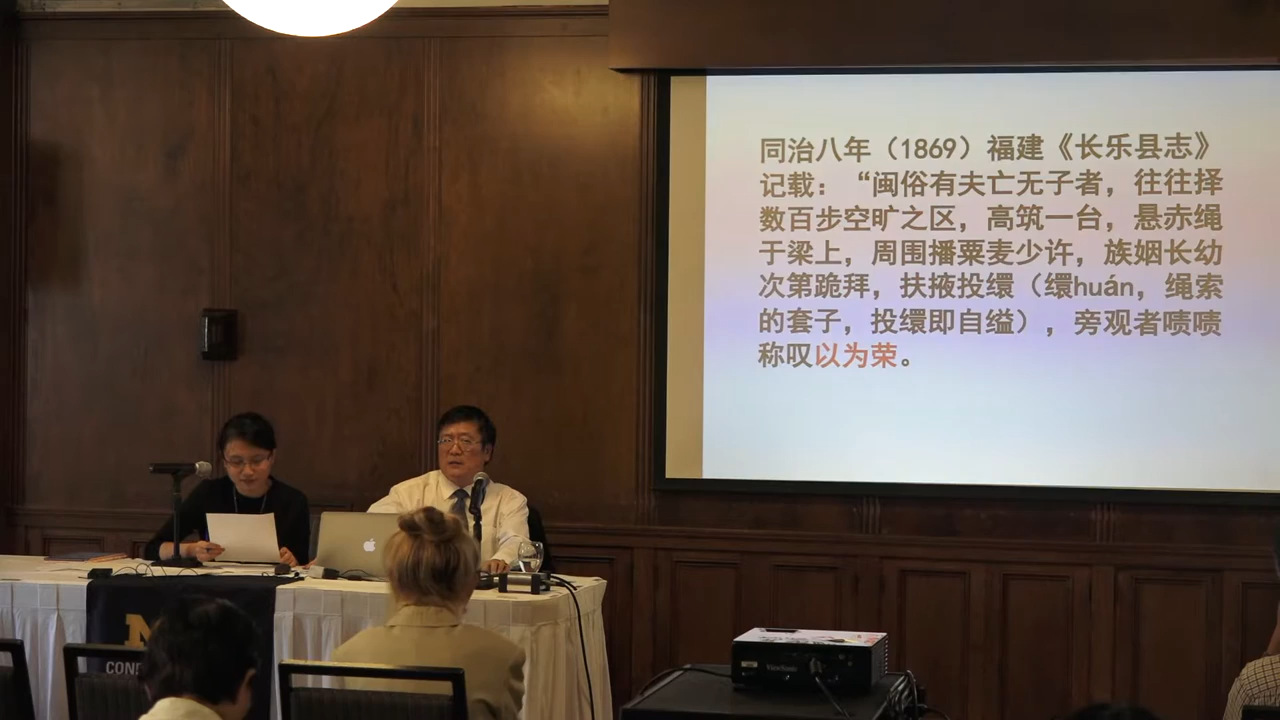 同治八年（1869）福建《长乐县志》
记载：“闽俗有夫亡无子者，往往择
数百步空旷之区，高筑一台，悬赤绳
于梁上，周围播粟麦少许，族姻长幼
次第跪拜，扶掖投缳（缳huán，绳索
的套子，投缳即自缢），旁观者啧啧
称叹以为荣。
M
CONF
ViewSonic